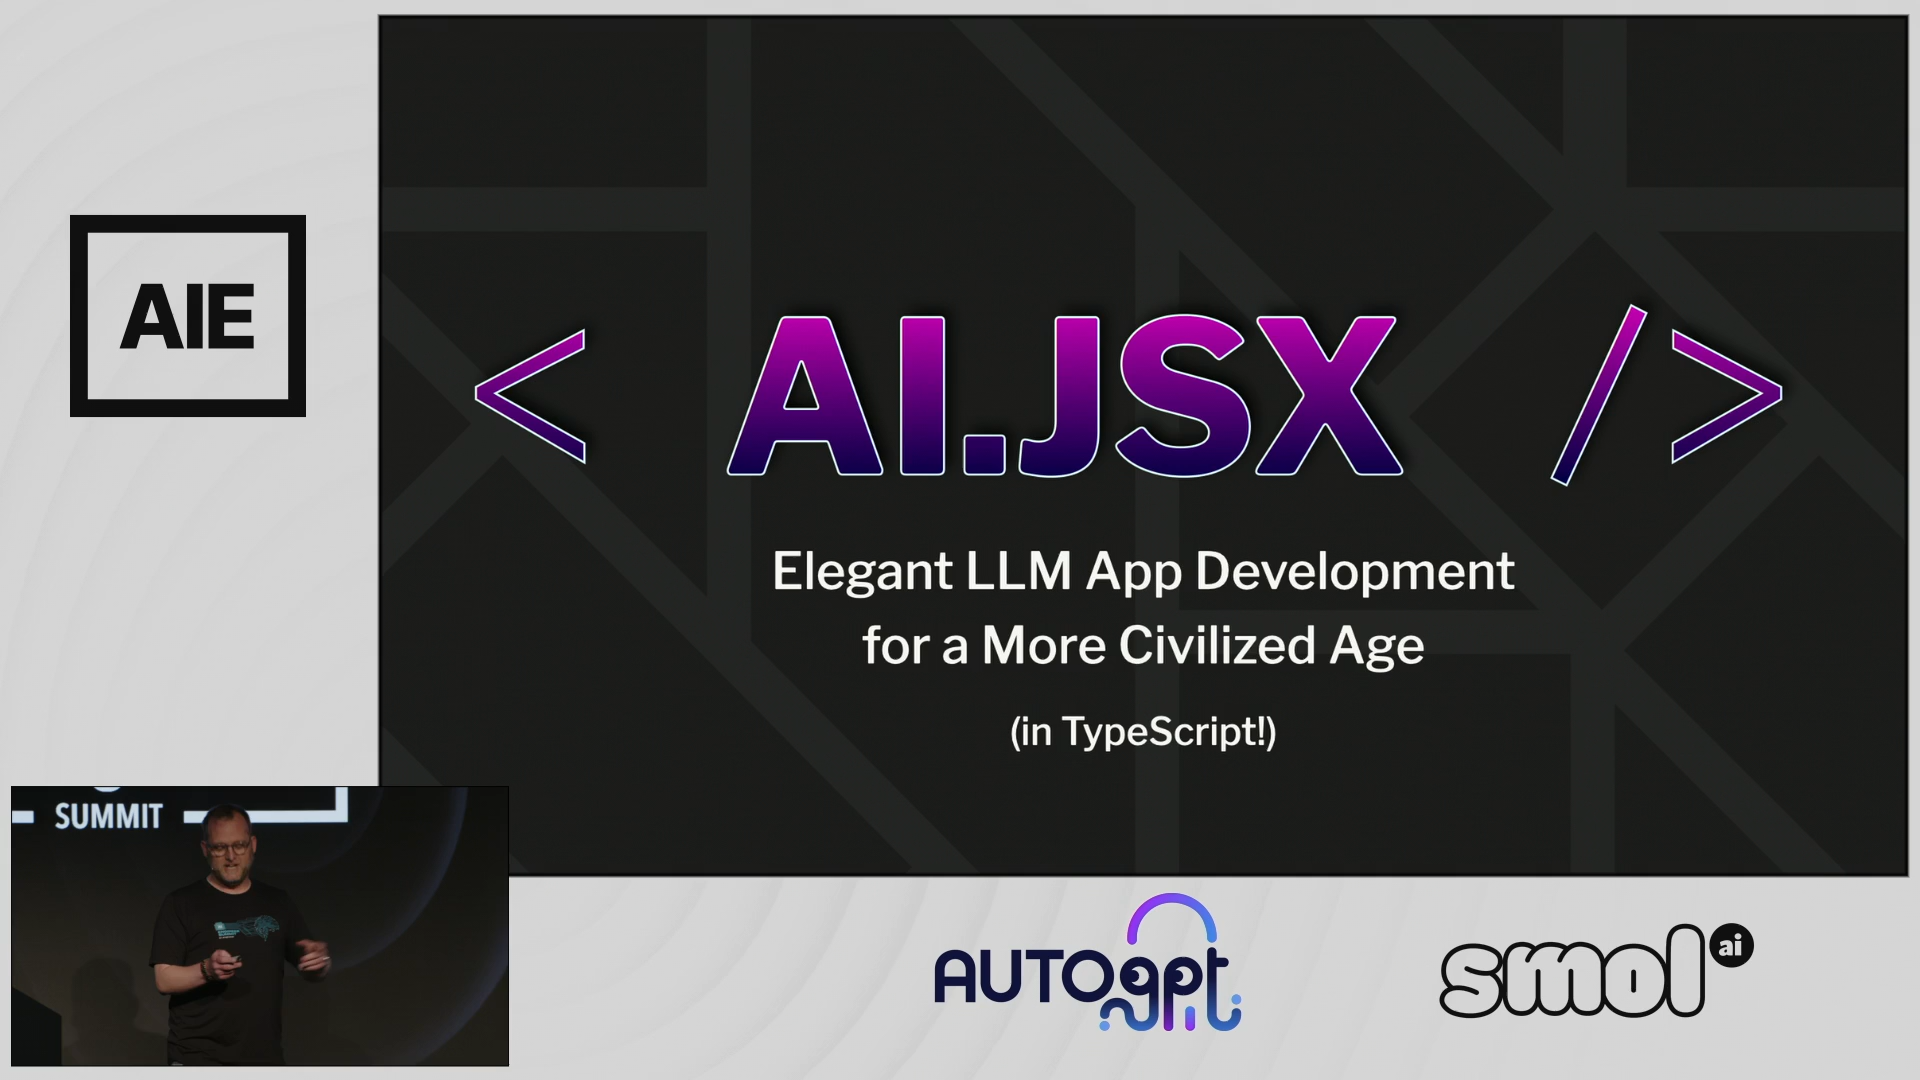 AIE
< AI.JSX />
Elegant LLM App Development
for a More Civilized Age
(in TypeScript!)
SUMMIT
AUTOgpt
smol ai